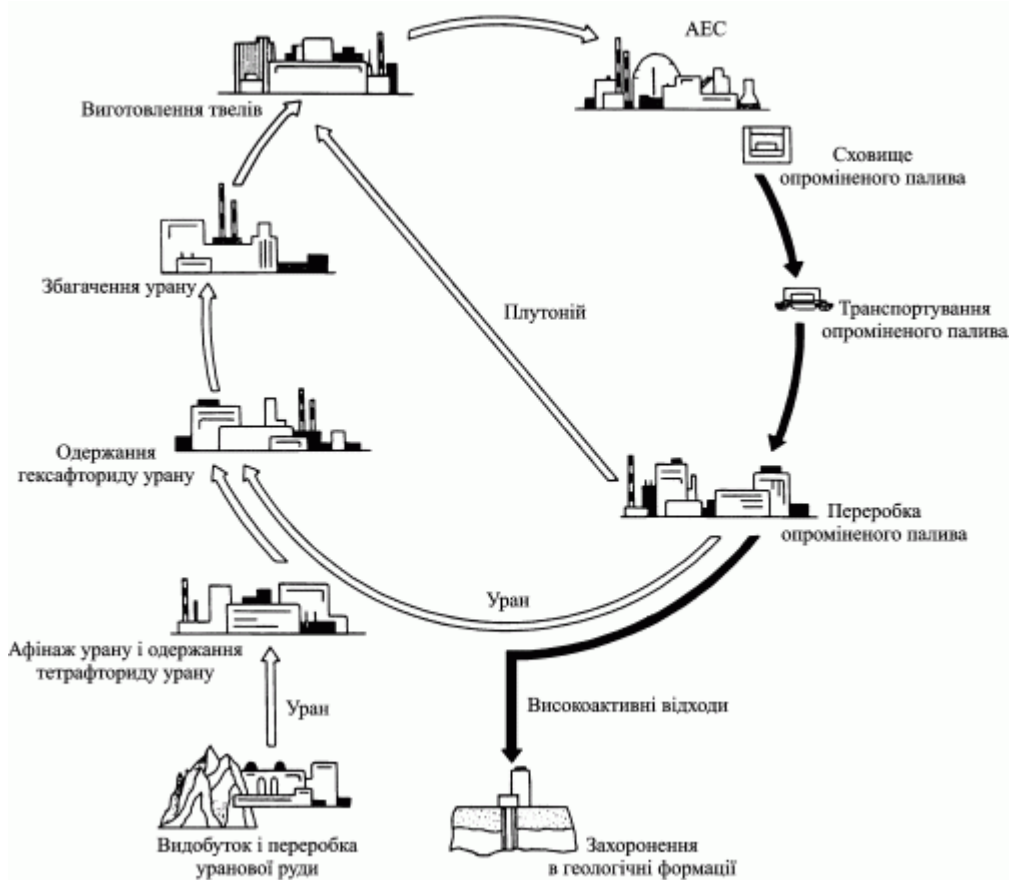 АЕС
Виготовлення твелів
Сховище
опроміненого палива
Збагачення урану
Плутоній
Транспортування
опроміненого палива
Одержання
гексафториду урану
Переробка
опроміненого палива
Уран
Афінаж урану і одержання
тетрафториду урану
Уран
Високоактивні відходи
Видобуток і переробка
уранової руди
Захоронення
в геологічні формації